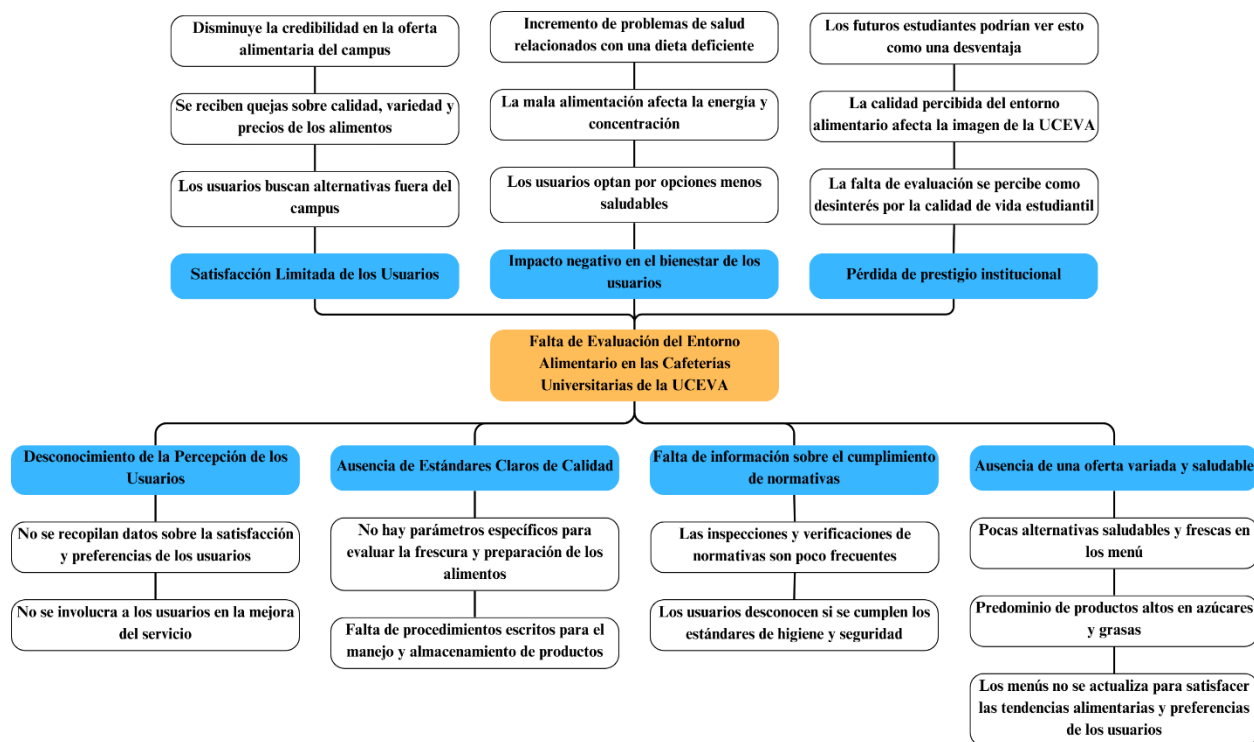 Disminuye la credibilidad en la oferta
alimentaria del campus
Incremento de problemas de salud
relacionados con una dieta deficiente
Los futuros estudiantes podrían ver esto
como una desventaja
Se reciben quejas sobre calidad, variedad y
precios de los alimentos
La mala alimentación afecta la energía y
concentración
La calidad percibida del entorno
alimentario afecta la imagen de la UCEVA
Los usuarios buscan alternativas fuera del
campus
Los usuarios optan por opciones menos
saludables
La falta de evaluación se percibe como
desinterés por la calidad de vida estudiantil
Satisfacción Limitada de los Usuarios
Impacto negativo en el bienestar de los
usuarios
Pérdida de prestigio institucional
Falta de Evaluación del Entorno
Alimentario en las Cafeterías
Universitarias de la UCEVA
Desconocimiento de la Percepción de los
Usuarios
Ausencia de Estándares Claros de Calidad
Falta de información sobre el cumplimiento
de normativas
Ausencia de una oferta variada y saludable
No se recopilan datos sobre la satisfacción
y preferencias de los usuarios
No hay parámetros específicos para
evaluar la frescura y preparación de los
alimentos
Las inspecciones y verificaciones de
normativas son poco frecuentes
Pocas alternativas saludables y frescas en
los menú
No se involucra a los usuarios en la mejora
del servicio
Falta de procedimientos escritos para el
manejo y almacenamiento de productos
Los usuarios desconocen si se cumplen los
estándares de higiene y seguridad
Predominio de productos altos en azúcares
y grasas
Los menús no se actualiza para satisfacer
las tendencias alimentarias y preferencias
de los usuarios